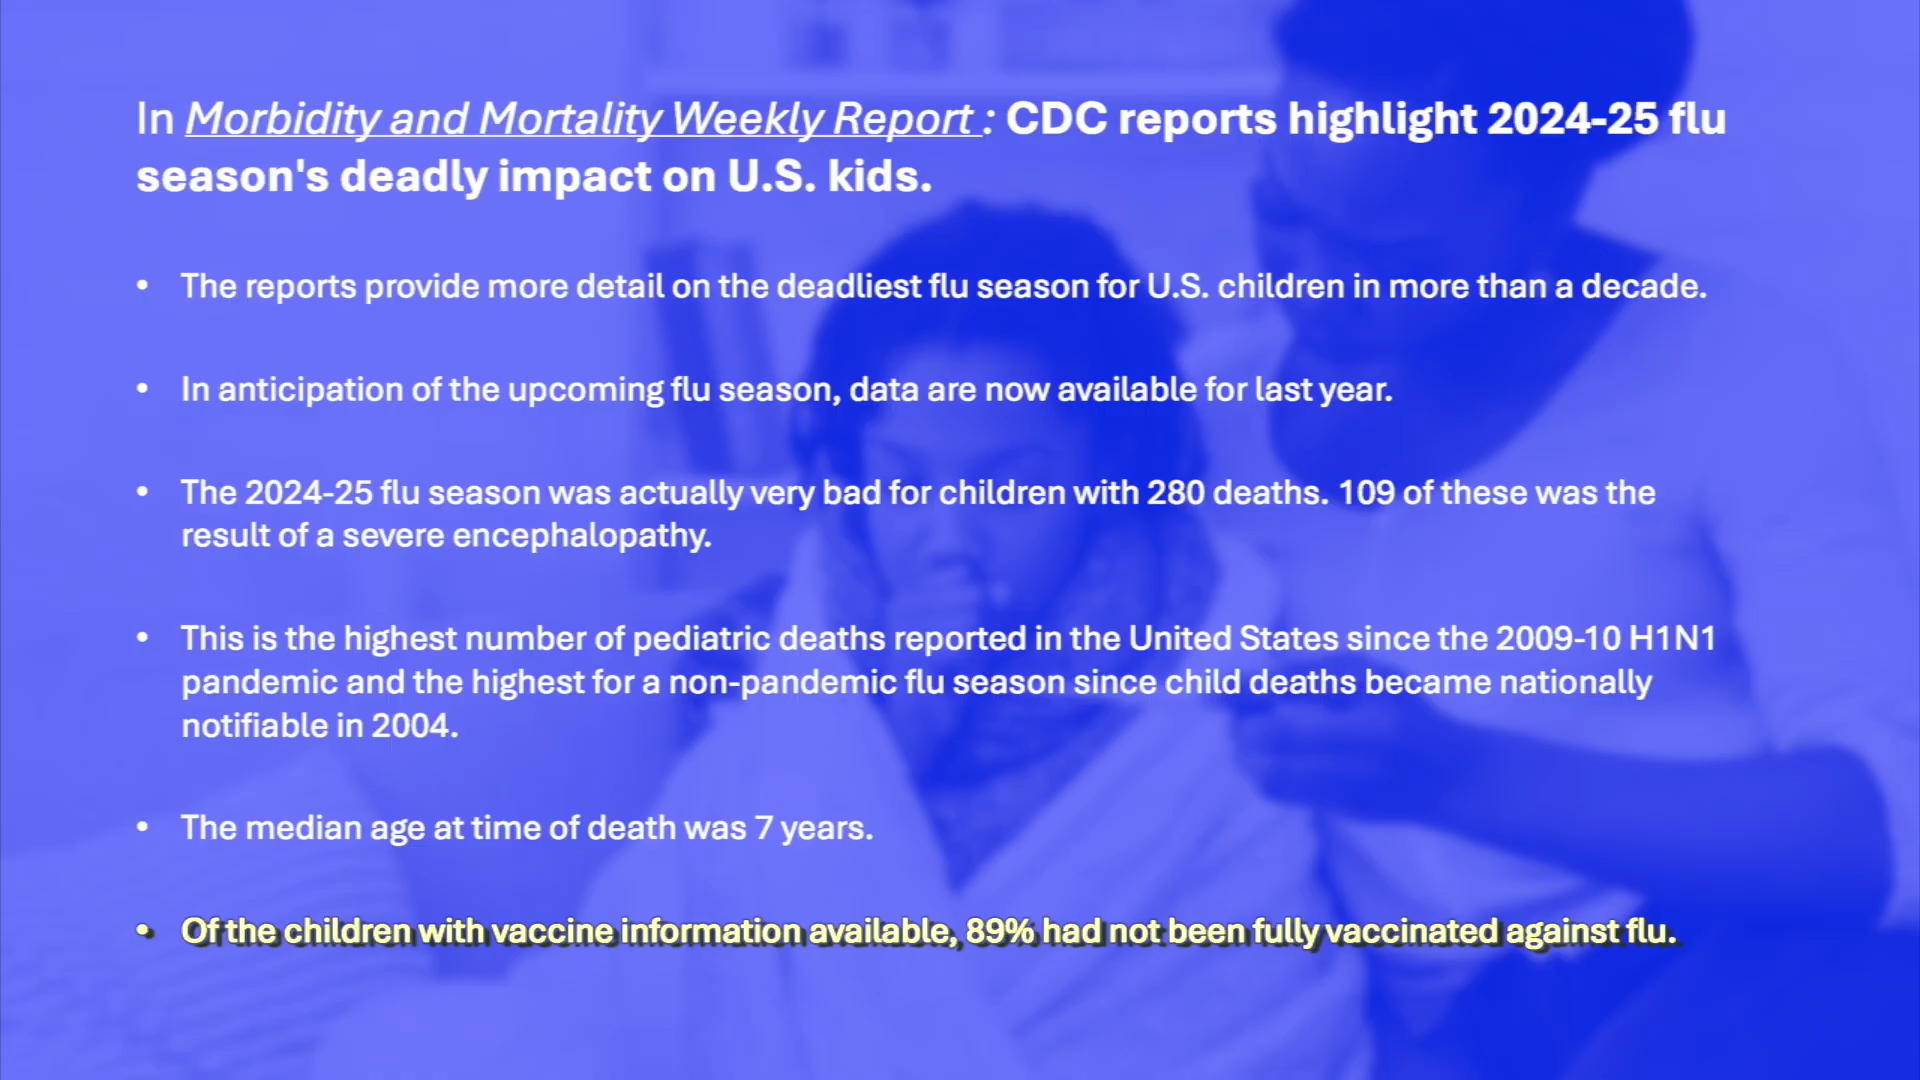 In Morbidity and Mortality Weekly Report : CDC reports highlight 2024-25 flu
season's deadly impact on U.S. kids.
• The reports provide more detail on the deadliest flu season for U.S. children in more than a decade.
• In anticipation of the upcoming flu season, data are now available for last year.
• The 2024-25 flu season was actually very bad for children with 280 deaths. 109 of these was the
result of a severe encephalopathy.
• This is the highest number of pediatric deaths reported in the United States since the 2009-10 H1N1
pandemic and the highest for a non-pandemic flu season since child deaths became nationally
notifiable in 2004.
• The median age at time of death was 7 years.
• Of the children with vaccine information available, 89% had not been fully vaccinated against flu.